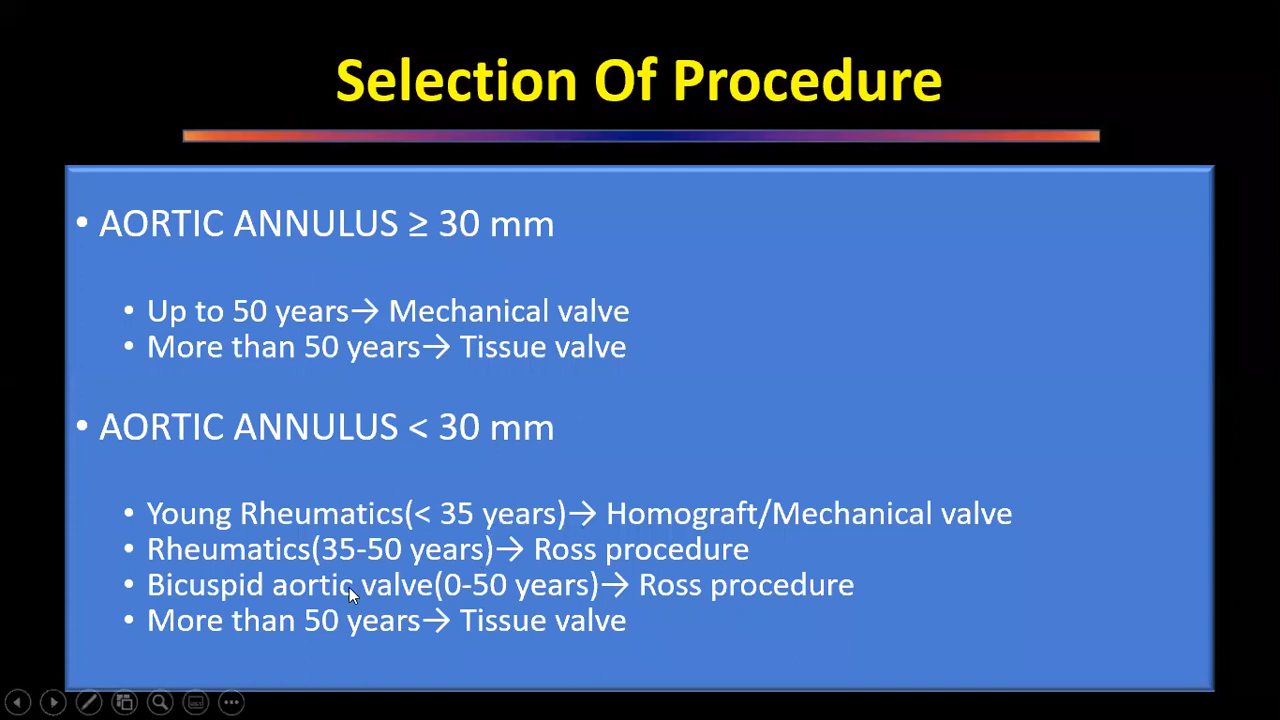 Selection Of Procedure
• AORTIC ANNULUS ≥ 30 mm
• Up to 50 years→ Mechanical valve
• More than 50 years→ Tissue valve
• AORTIC ANNULUS < 30 mm
• Young Rheumatics(< 35 years)→ Homograft/Mechanical valve
• Rheumatics(35-50 years)→ Ross procedure
• Bicuspid aortic valve(0-50 years)→ Ross procedure
• More than 50 years→ Tissue valve